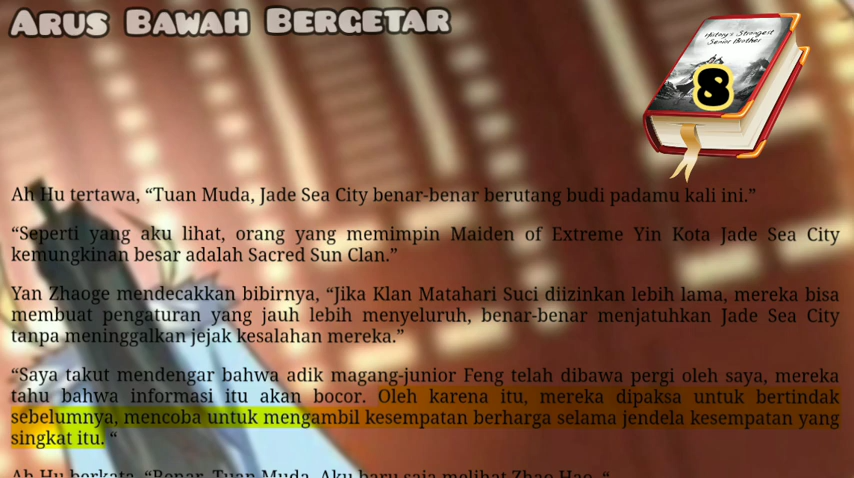 Arus Bawah Bergetar
History's Strongest
Senior Brother
8
Ah Hu tertawa, “Tuan Muda, Jade Sea City benar-benar berutang budi padamu kali ini.”
“Seperti yang aku lihat, orang yang memimpin Maiden of Extreme Yin Kota Jade Sea City
kemungkinan besar adalah Sacred Sun Clan.”
Yan Zhaoge mendecakkan bibirnya, “Jika Klan Matahari Suci diizinkan lebih lama, mereka bisa
membuat pengaturan yang jauh lebih menyeluruh, benar-benar menjatuhkan Jade Sea City
tanpa meninggalkan jejak kesalahan mereka.”
“Saya takut mendengar bahwa adik magang-junior Feng telah dibawa pergi oleh saya, mereka
tahu bahwa informasi itu akan bocor. Oleh karena itu, mereka dipaksa untuk bertindak
sebelumnya, mencoba untuk mengambil kesempatan berharga selama jendela kesempatan yang
singkat itu. “
Ah Hu berkata, “Benar, Tuan Muda. Aku baru saja melihat Zhao Hao. “